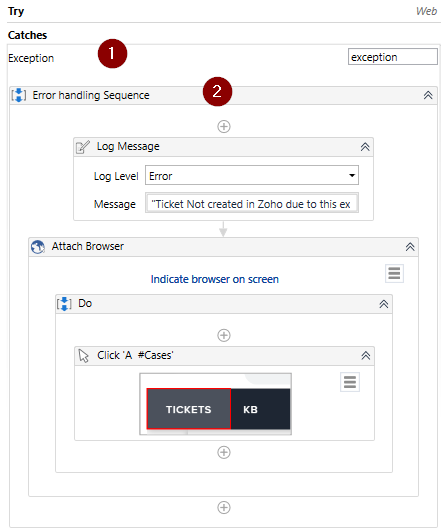 Try Web
Catches
Exception 1 exception
2
Error handling Sequence
Log Message
Log Level Error
Message "Ticket Not created in Zoho due to this ex
Attach Browser
Indicate browser on screen
Do
Click 'A #Cases'
TICKETS KB